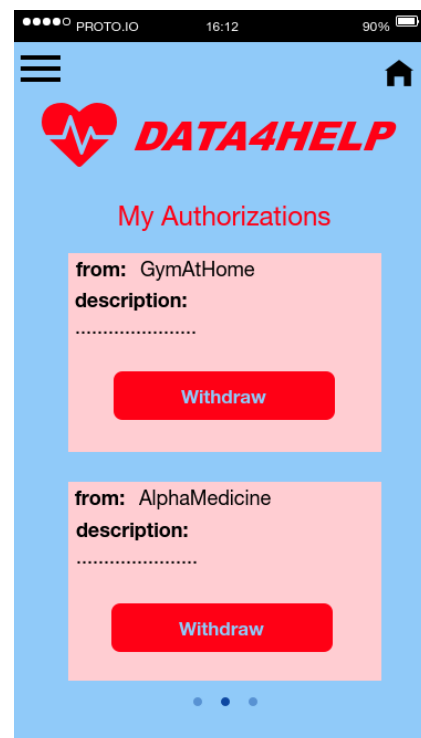 PROTO.IO 16:12 90%
DATA4HELP
My Authorizations
from: GymAtHome
description:
......................
Withdraw
from: AlphaMedicine
description:
......................
Withdraw